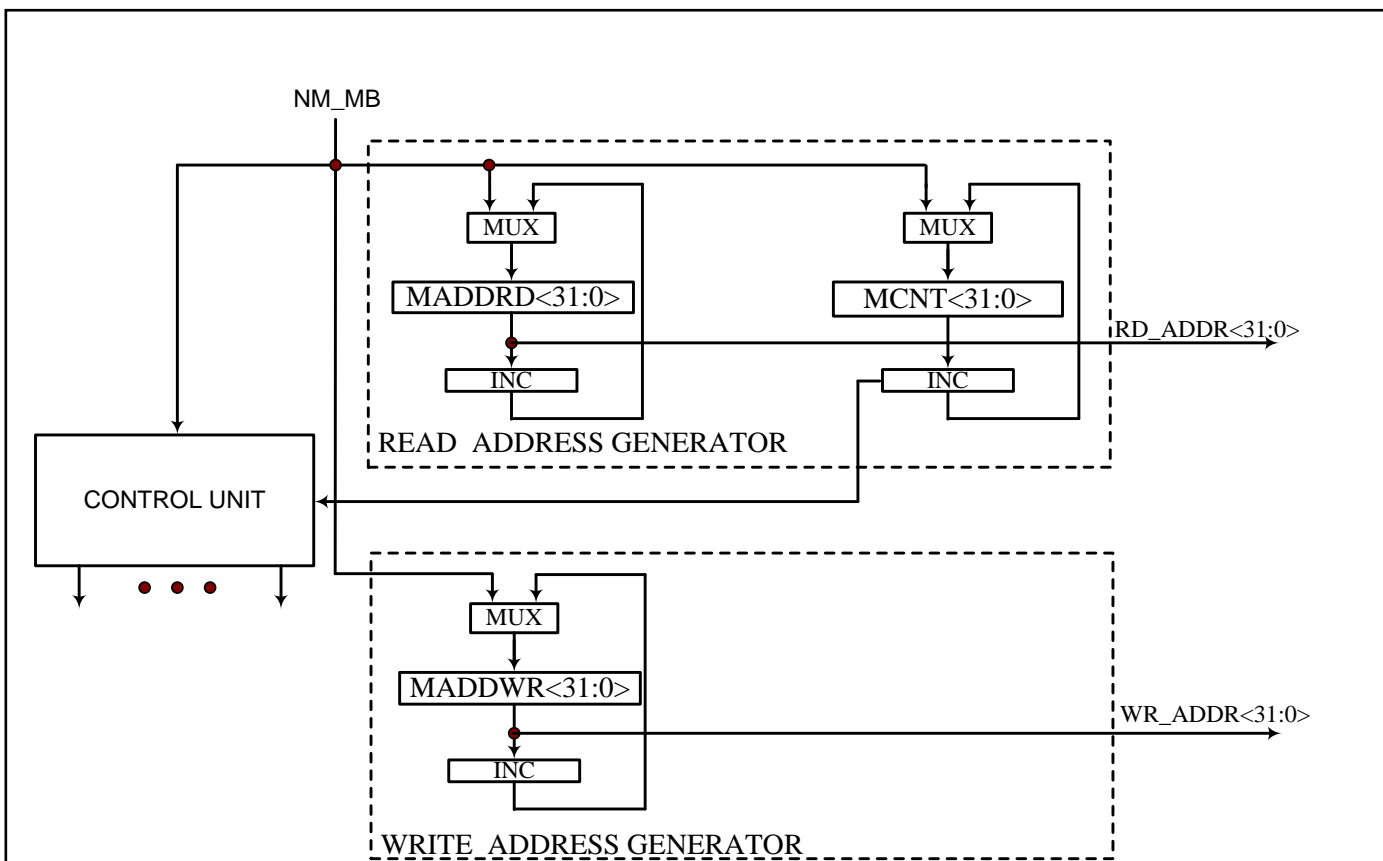 NM_MB
MUX
MUX
MADDRD<31:0>
MCNT<31:0>
RD_ADDR<31:0>
INC
INC
READ ADDRESS GENERATOR
CONTROL UNIT
MUX
MADDWR<31:0>
WR_ADDR<31:0>
INC
WRITE ADDRESS GENERATOR